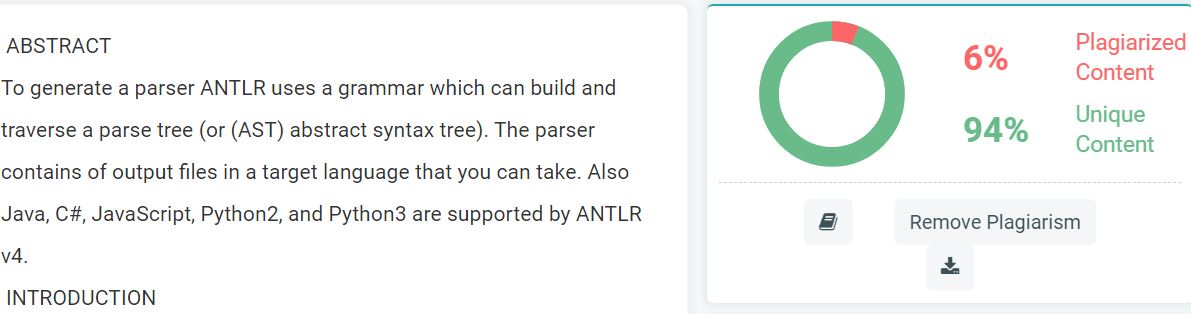 ABSTRACT
To generate a parser ANTLR uses a grammar which can build and
traverse a parse tree (or (AST) abstract syntax tree). The parser
contains of output files in a target language that you can take. Also
Java, C#, JavaScript, Python2, and Python3 are supported by ANTLR
v4.
INTRODUCTION
6%
Plagiarized
Content
94%
Unique
Content
Remove Plagiarism